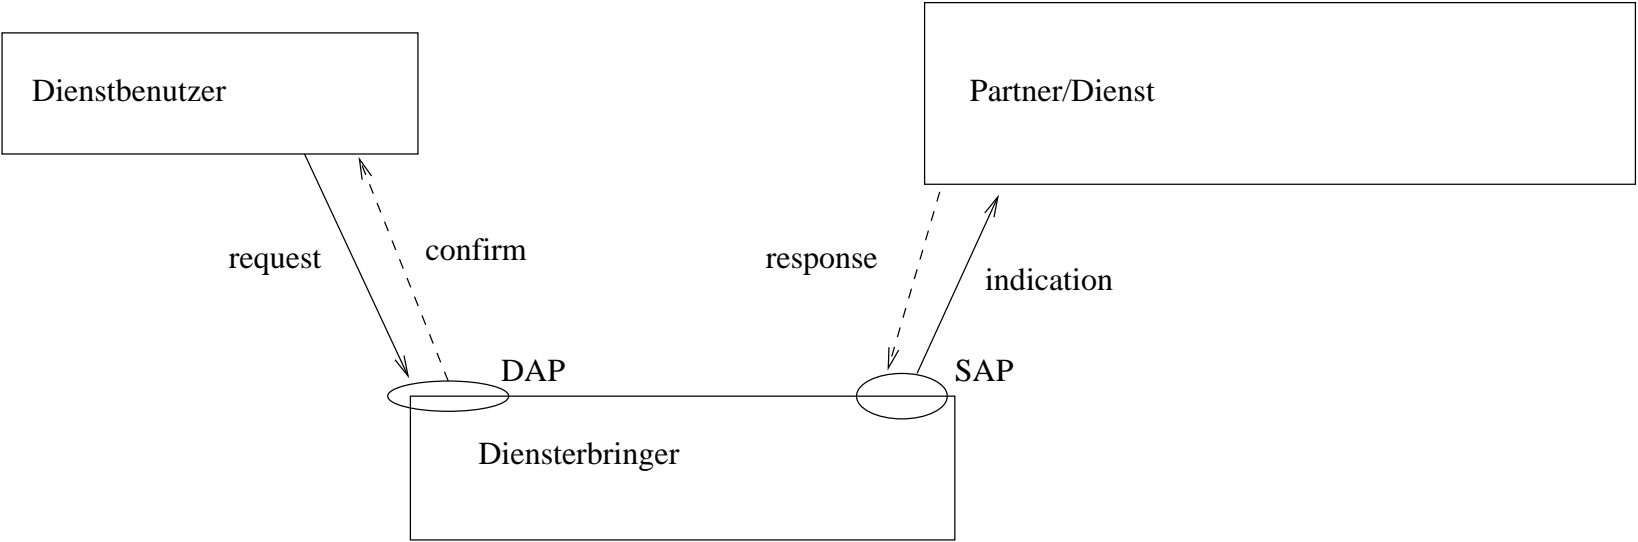 Dienstbenutzer
Partner/Dienst
request
confirm
response
indication
DAP
SAP
Diensterbringer